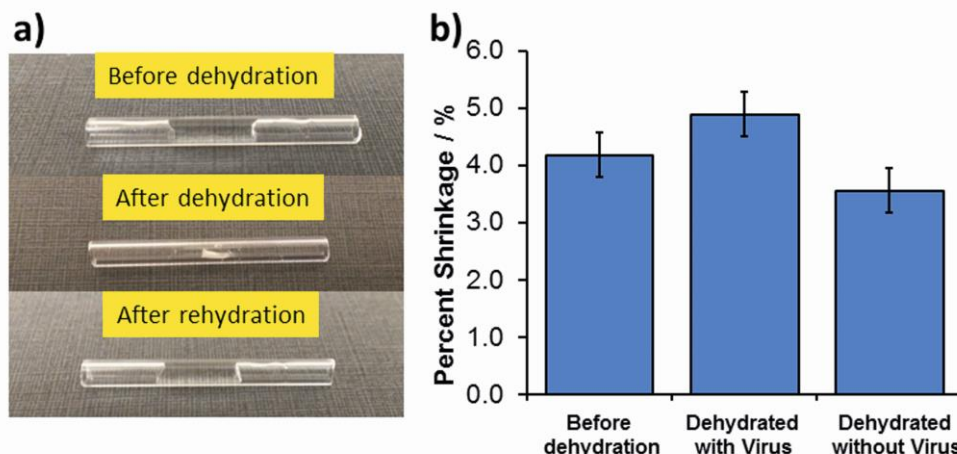 a)
Before dehydration
After dehydration
After rehydration
b)
Percent Shrinkage / %
6.0
5.0
4.0
3.0
2.0
1.0
0.0
Before
dehydration
Dehydrated
with Virus
Dehydrated
without Virus